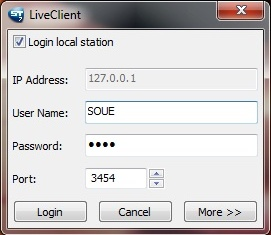 ST LiveClient
Login local station
IP Address: 127.0.0.1
User Name: SOUE
Password: ●●●●
Port: 3454
Login Cancel More >>